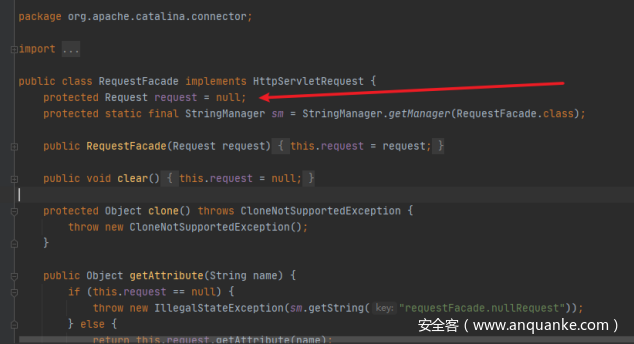 package org.apache.catalina.connector;
import ...
public class RequestFacade implements HttpServletRequest {
protected Request request = null;
protected static final StringManager sm = StringManager.getManager(RequestFacade.class);
public RequestFacade(Request request) { this.request = request; }
public void clear() { this.request = null; }
protected Object clone() throws CloneNotSupportedException {
throw new CloneNotSupportedException();
}
public Object getAttribute(String name) {
if (this.request == null) {
throw new IllegalStateException(sm.getString( key: "requestFacade.nullRequest"));
} else {
return this.request.getAttribute(name);
安全客（www.anquanke.com）